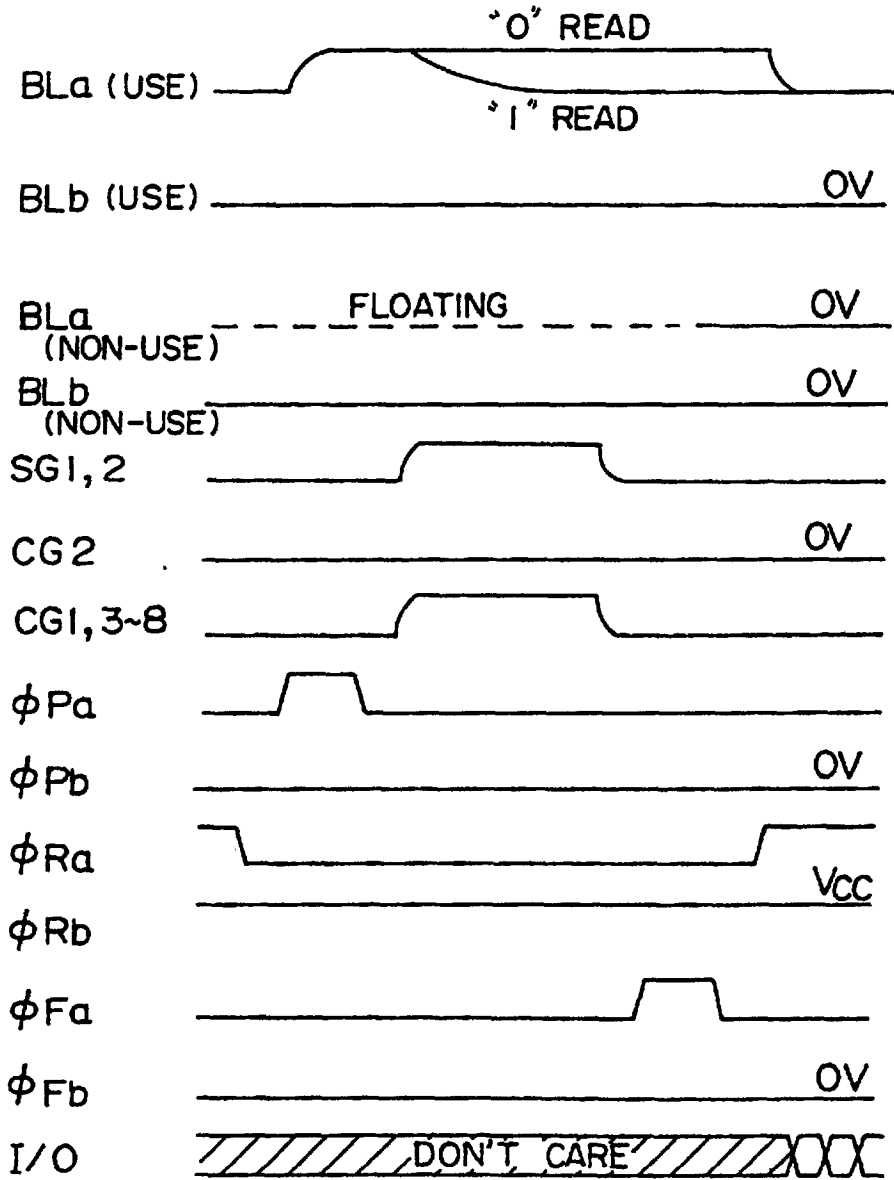 "0" READ
BLa (USE)
"1" READ
BLb (USE) 0V
BLa FLOATING 0V
(NON-USE)
BLb 0V
(NON-USE)
SG1, 2
CG2 0V
CG1, 3~8
φPa
φPb 0V
φRa
VCC
φRb
φFa
φFb 0V
I/O DON'T CARE